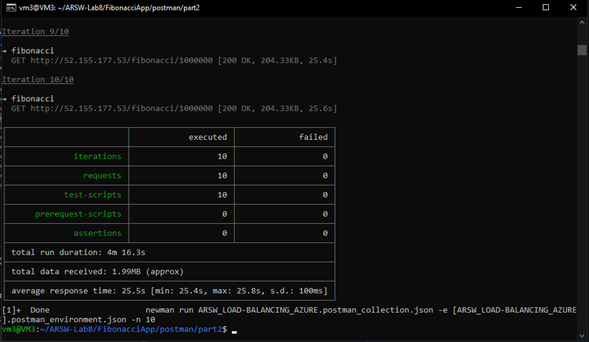 vm3@VM3: ~/ARSW-Lab8/FibonacciApp/postman/part2
Iteration 9/10
→ fibonacci
GET http://52.155.177.53/fibonacci/1000000 [200 OK, 204.33KB, 25.4s]
Iteration 10/10
→ fibonacci
GET http://52.155.177.53/fibonacci/1000000 [200 OK, 204.33KB, 25.6s]
executed failed
iterations 10 0
requests 10 0
test-scripts 10 0
prerequest-scripts 0 0
assertions 0 0
total run duration: 4m 16.3s
total data received: 1.99MB (approx)
average response time: 25.5s [min: 25.4s, max: 25.8s, s.d.: 100ms]
[1]+ Done newman run ARSW_LOAD-BALANCING_AZURE.postman_collection.json -e [ARSW_LOAD-BALANCING_AZURE
].postman_environment.json -n 10
vm3@VM3:~/ARSW-Lab8/FibonacciApp/postman/part2$